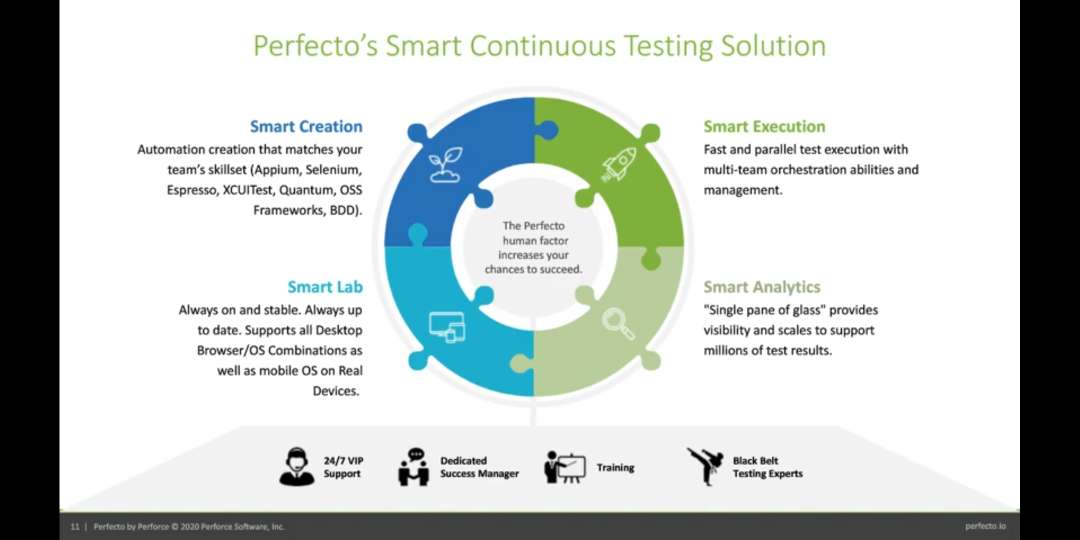 Perfecto's Smart Continuous Testing Solution
Smart Creation
Automation creation that matches your
team's skillset (Appium, Selenium,
Espresso, XCUITest, Quantum, OSS
Frameworks, BDD).
Smart Execution
Fast and parallel test execution with
multi-team orchestration abilities and
management.
The Perfecto
human factor
increases your
chances to succeed.
Smart Lab
Always on and stable. Always up
to date. Supports all Desktop
Browser/OS Combinations as
well as mobile OS on Real
Devices.
Smart Analytics
"Single pane of glass" provides
visibility and scales to support
millions of test results.
24/7 VIP
Support
Dedicated
Success Manager
Training
Black Belt
Testing Experts
11 | Perfecto by Perforce © 2020 Perforce Software, Inc.
perfecto.io